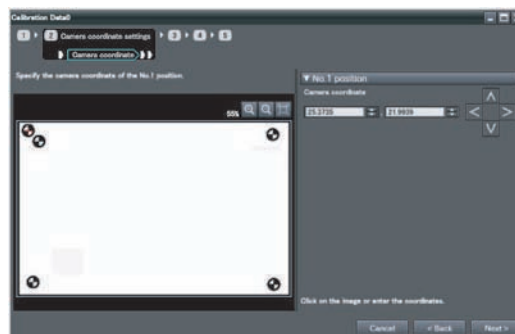 Calibration Data0
1 2 Camera coordinate settings 3 4 5
Camera coordinate
Specify the camera coordinate of the No.1 position.
55%
▼ No.1 position
Camera coordinate
25.3735 21.9939
Click on the image or enter the coordinates.
Cancel < Back Next >